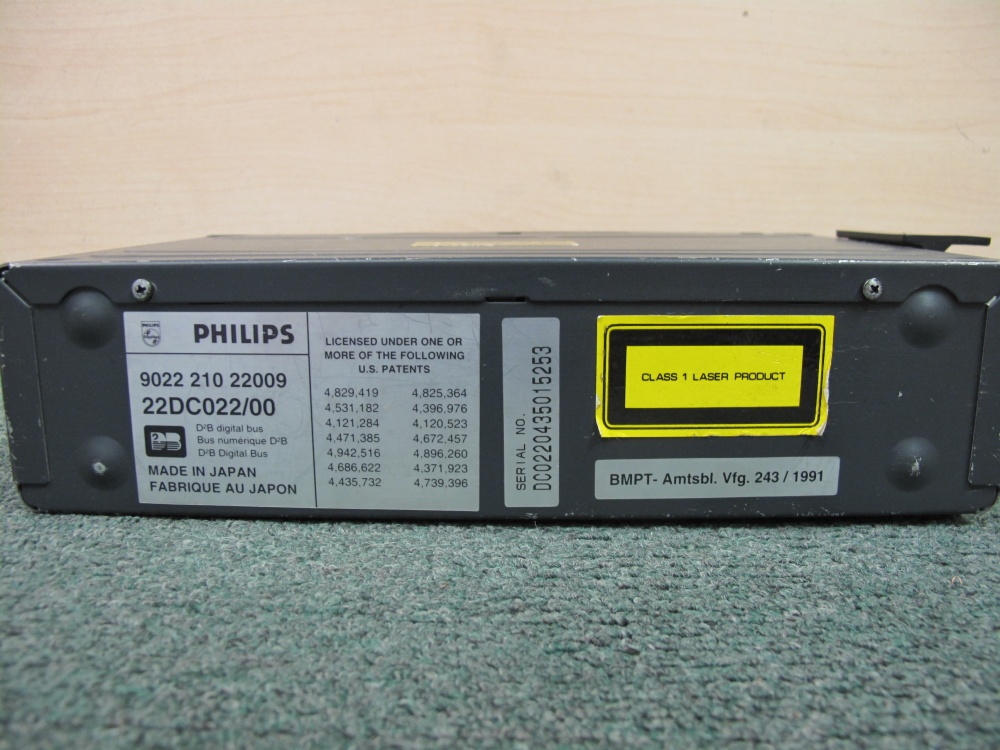 PHILIPS
PHILIPS
9022 210 22009
22DC022/00
D²B digital bus
Bus numérique D²B
D²B Digital Bus
MADE IN JAPAN
FABRIQUE AU JAPON
LICENSED UNDER ONE OR
MORE OF THE FOLLOWING
U.S. PATENTS
4,829,419 4,825,364
4,531,182 4,396,976
4,121,284 4,120,523
4,471,385 4,672,457
4,942,516 4,896,260
4,686,622 4,371,923
4,435,732 4,739,396
SERIAL NO.
DC0220435015253
CLASS 1 LASER PRODUCT
BMPT- Amtsbl. Vfg. 243 / 1991